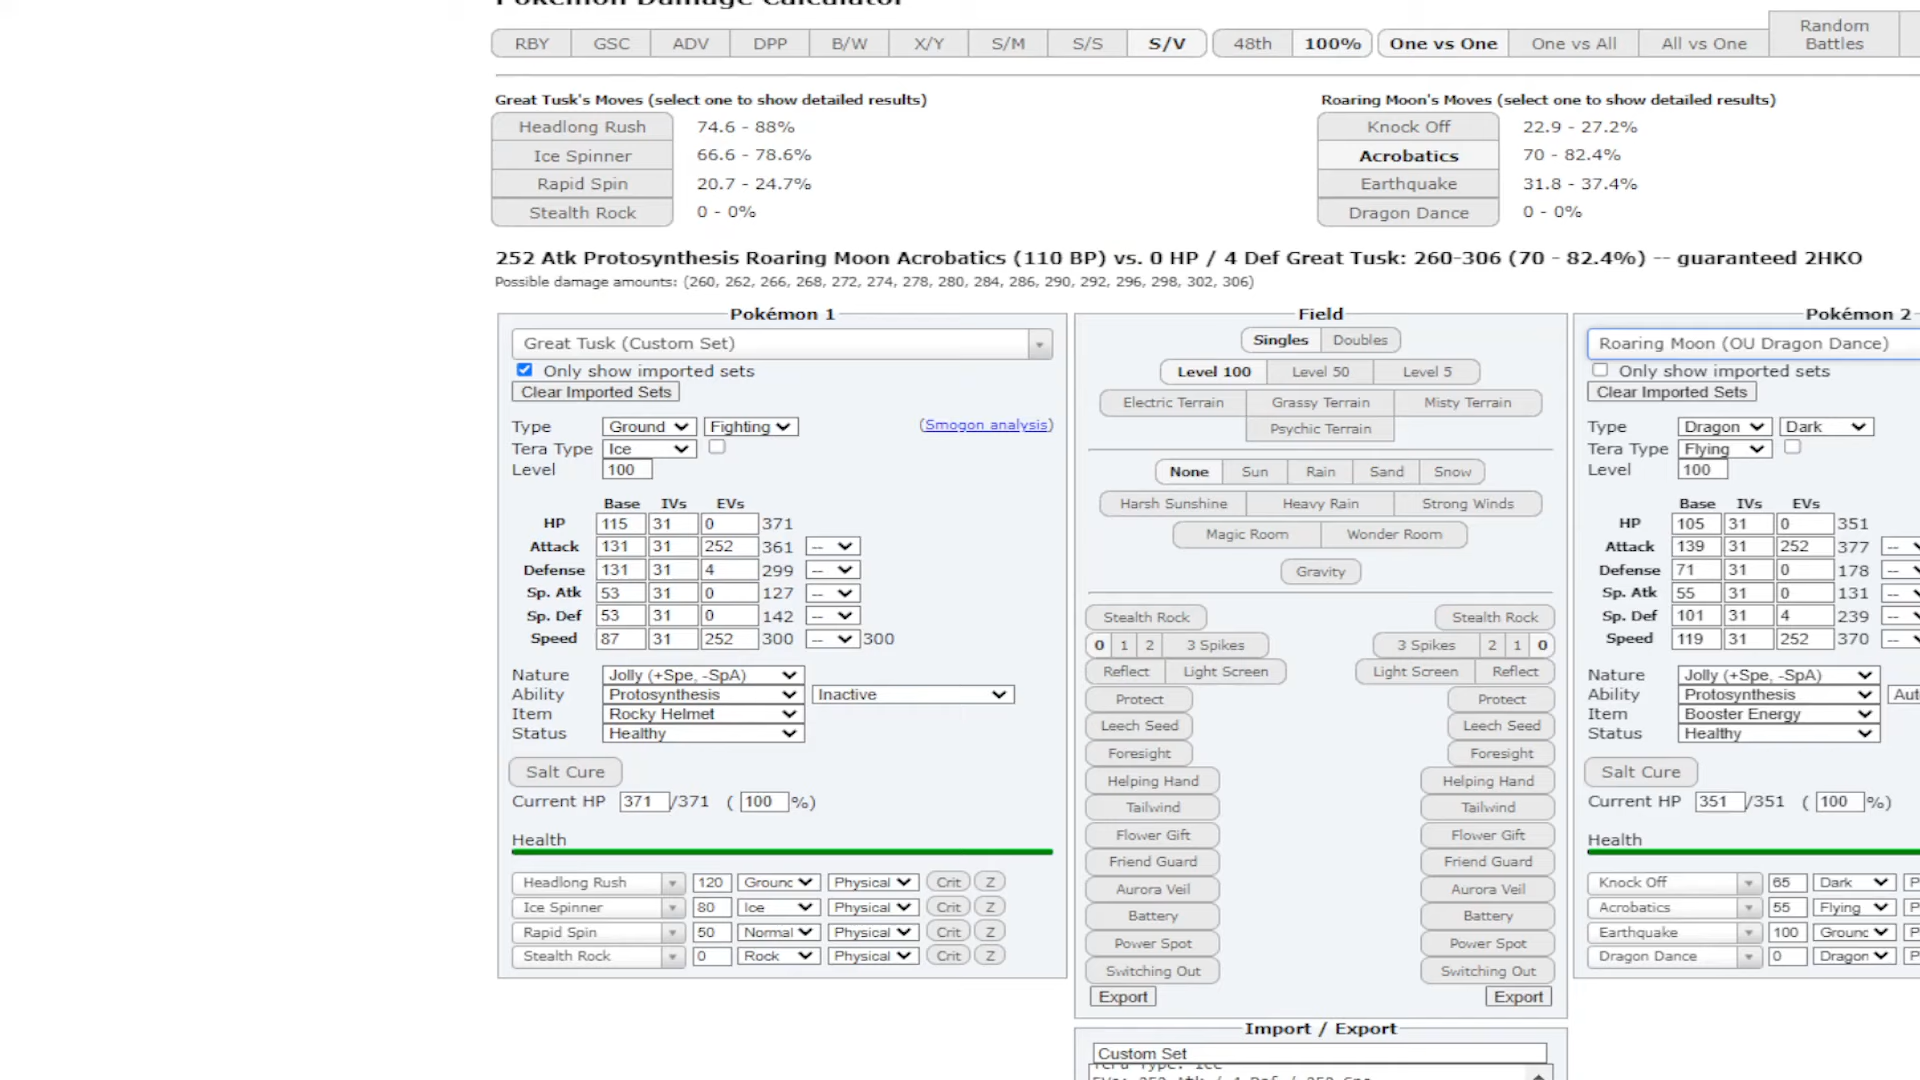 Pokémon Damage Calculator
RBY GSC ADV DPP B/W X/Y S/M S/S S/V 48th 100% One vs One One vs All All vs One Random Battles
Great Tusk's Moves (select one to show detailed results)
Headlong Rush 74.6 - 88%
Ice Spinner 66.6 - 78.6%
Rapid Spin 20.7 - 24.7%
Stealth Rock 0 - 0%
Roaring Moon's Moves (select one to show detailed results)
Knock Off 22.9 - 27.2%
Acrobatics 70 - 82.4%
Earthquake 31.8 - 37.4%
Dragon Dance 0 - 0%
252 Atk Protosynthesis Roaring Moon Acrobatics (110 BP) vs. 0 HP / 4 Def Great Tusk: 260-306 (70 - 82.4%) -- guaranteed 2HKO
Possible damage amounts: (260, 262, 266, 268, 272, 274, 278, 280, 284, 286, 290, 292, 296, 298, 302, 306)
Pokémon 1
Great Tusk (Custom Set)
Only show imported sets
Clear Imported Sets
Type Ground Fighting (Smogon analysis)
Tera Type Ice
Level 100
Base IVs EVs
HP 115 31 0 371
Attack 131 31 252 361 --
Defense 131 31 4 299 --
Sp. Atk 53 31 0 127 --
Sp. Def 53 31 0 142 --
Speed 87 31 252 300 -- 300
Nature Jolly (+Spe, -SpA)
Ability Protosynthesis Inactive
Item Rocky Helmet
Status Healthy
Salt Cure
Current HP 371 /371 ( 100 %)
Health
Headlong Rush 120 Grounc Physical Crit Z
Ice Spinner 80 Ice Physical Crit Z
Rapid Spin 50 Normal Physical Crit Z
Stealth Rock 0 Rock Physical Crit Z
Field
Singles Doubles
Level 100 Level 50 Level 5
Electric Terrain Grassy Terrain Misty Terrain
Psychic Terrain
None Sun Rain Sand Snow
Harsh Sunshine Heavy Rain Strong Winds
Magic Room Wonder Room
Gravity
Stealth Rock Stealth Rock
0 1 2 3 Spikes 3 Spikes 2 1 0
Reflect Light Screen Light Screen Reflect
Protect Protect
Leech Seed Leech Seed
Foresight Foresight
Helping Hand Helping Hand
Tailwind Tailwind
Flower Gift Flower Gift
Friend Guard Friend Guard
Aurora Veil Aurora Veil
Battery Battery
Power Spot Power Spot
Switching Out Switching Out
Export Export
Import / Export
Custom Set
Tera Type: Ice
EVs: 252 Atk / 4 Def / 252 Spe
Pokémon 2
Roaring Moon (OU Dragon Dance)
Only show imported sets
Clear Imported Sets
Type Dragon Dark
Tera Type Flying
Level 100
Base IVs EVs
HP 105 31 0 351
Attack 139 31 252 377 --
Defense 71 31 0 178 --
Sp. Atk 55 31 0 131 --
Sp. Def 101 31 4 239 --
Speed 119 31 252 370 --
Nature Jolly (+Spe, -SpA)
Ability Protosynthesis Aut
Item Booster Energy
Status Healthy
Salt Cure
Current HP 351 /351 ( 100 %)
Health
Knock Off 65 Dark P
Acrobatics 55 Flying P
Earthquake 100 Grounc P
Dragon Dance 0 Dragon P